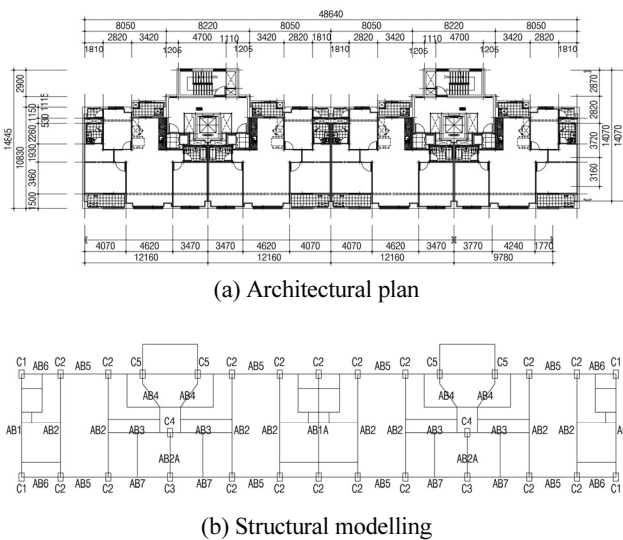 48640
8050 8220 8050 8050 8220 8050
2820 3420 4700 1110 3420 2820 1110 4700 3420 2820
1810 1205 1205 1810 1810 1205 1205 1810
2900
1115
1150
530
2260
1930
3460
1500
10830
14845
2870
2820
3720
3160
14070
14070
4070 4620 3470 3470 4620 4070 4070 4620 3470 3770 4240 1770
12160 12160 12160 9780
(a) Architectural plan
C1 C2 C2 C5 C5 C2 C2 C2 C2 C5 C5 C2 C2 C1
AB6 AB5 AB5 AB5 AB5 AB6
AB4 AB4 AB4 AB4
C4 C4
AB1 AB2 AB2 AB3 AB3 AB2 AB2 AB1A AB2 AB2 AB3 AB3 AB2 AB2 AB1
AB2A AB2A
AB6 AB5 AB7 AB7 AB5 AB5 AB7 AB7 AB5 AB6
C1 C2 C2 C3 C2 C2 C2 C2 C2 C3 C2 C2 C1
(b) Structural modelling